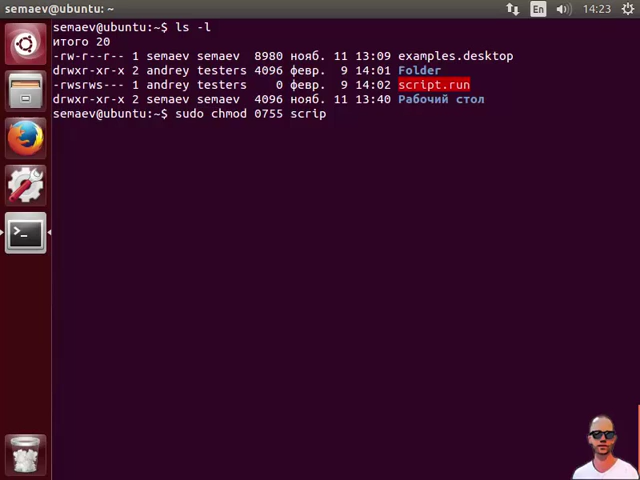 semaev@ubuntu: ~
En
14:23
semaev@ubuntu:~$ ls -l
итого 20
-rw-r--r-- 1 semaev semaev 8980 нояб. 11 13:09 examples.desktop
drwxr-xr-x 2 andrey testers 4096 февр. 9 14:01 Folder
-rwsrws--- 1 andrey testers 0 февр. 9 14:02 script.run
drwxr-xr-x 2 semaev semaev 4096 нояб. 11 13:40 Рабочий стол
semaev@ubuntu:~$ sudo chmod 0755 scrip